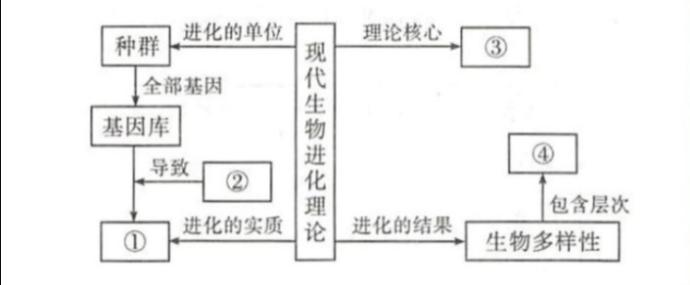 种群
进化的单位
理论核心
③
全部基因
现代生物进化理论
基因库
④
导致
②
包含层次
①
进化的实质
进化的结果
生物多样性